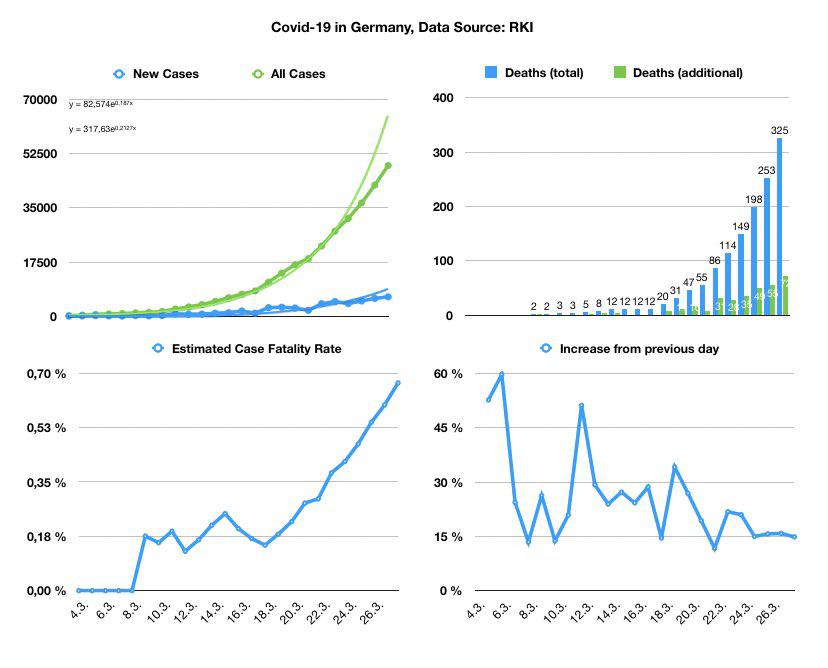 Covid-19 in Germany, Data Source: RKI
New Cases All Cases
70000
52500
35000
17500
0
y = 82,574e0,187x
y = 317,63e0,2127x
Deaths (total) Deaths (additional)
400
300
200
100
0
2 2 3 3 5 8 12 12 12 12 20 31 47 55 86 114 149 198 253 325
Estimated Case Fatality Rate
0,70 %
0,53 %
0,35 %
0,18 %
0,00 %
4.3. 6.3. 8.3. 10.3. 12.3. 14.3. 16.3. 18.3. 20.3. 22.3. 24.3. 26.3.
Increase from previous day
60 %
45 %
30 %
15 %
0 %
4.3. 6.3. 8.3. 10.3. 12.3. 14.3. 16.3. 18.3. 20.3. 22.3. 24.3. 26.3.